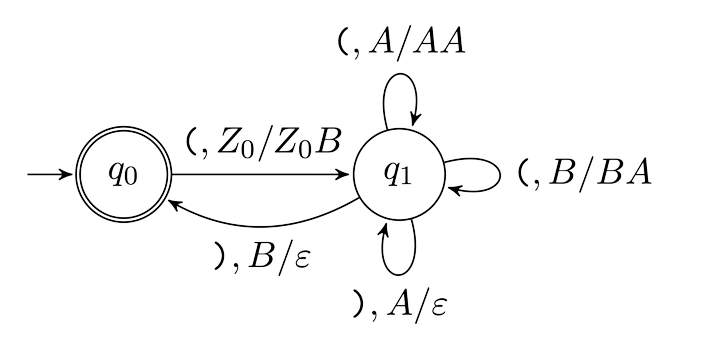 (, A/AA
(, Z₀/Z₀B
q₀
q₁
(, B/BA
), B/ε
), A/ε